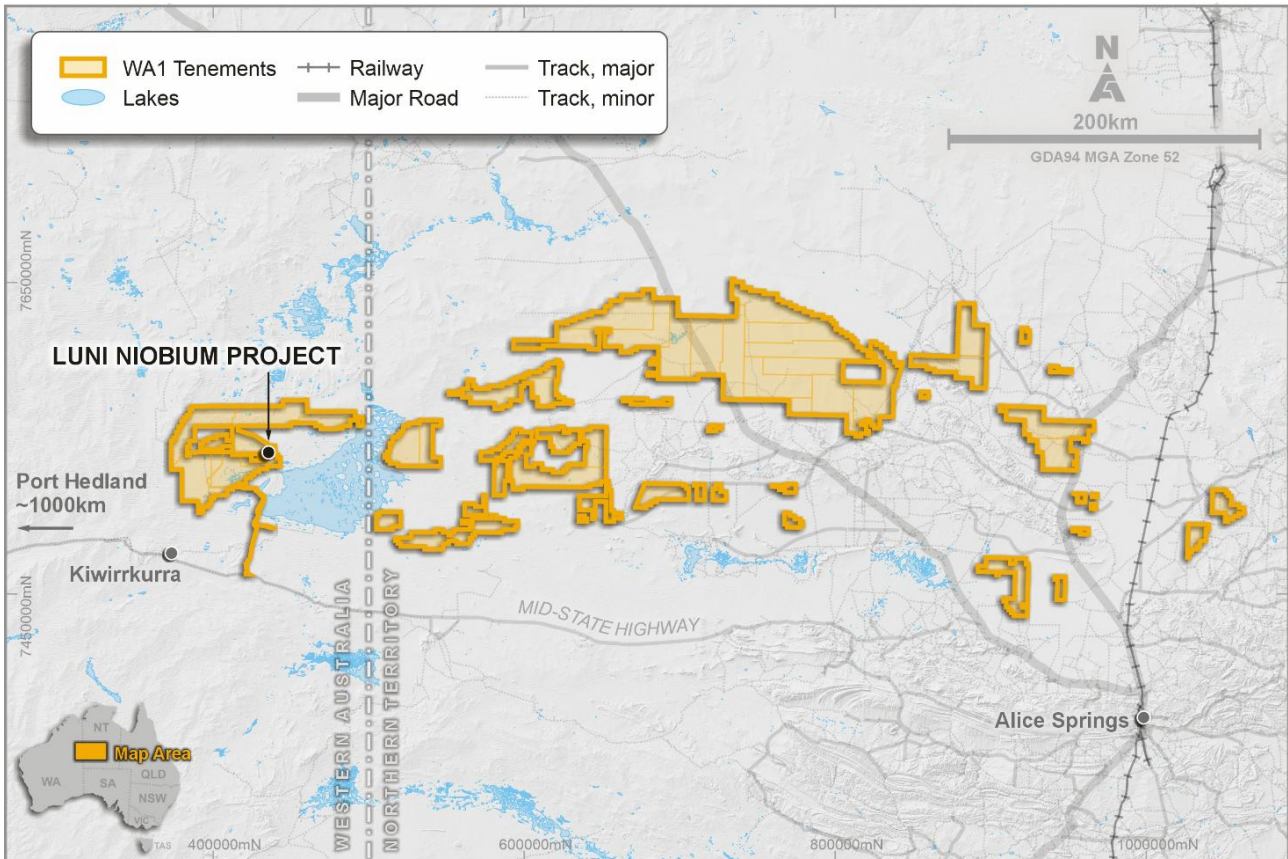 WA1 Tenements
Railway
Track, major
Lakes
Major Road
Track, minor
N
200km
GDA94 MGA Zone 52
7650000mN
LUNI NIOBIUM PROJECT
Port Hedland
~1000km
Kiwirrkurra
7450000mN
MID-STATE HIGHWAY
WESTERN AUSTRALIA
NORTHERN TERRITORY
Alice Springs
NT
Map Area
WA
QLD
SA
NSW
VIC
TAS
400000mN
600000mN
800000mN
1000000mN